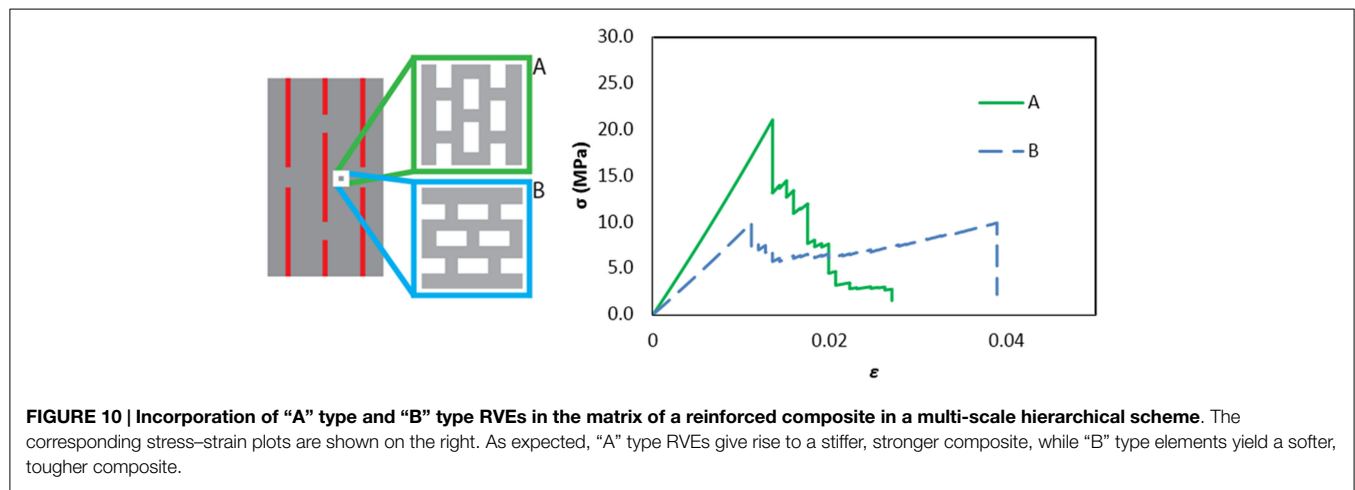 A
B
30.0
25.0
20.0
15.0
10.0
5.0
0.0
σ (MPa)
0
0.02
0.04
ε
A
B
FIGURE 10 | Incorporation of “A” type and “B” type RVEs in the matrix of a reinforced composite in a multi-scale hierarchical scheme. The
corresponding stress–strain plots are shown on the right. As expected, “A” type RVEs give rise to a stiffer, stronger composite, while “B” type elements yield a softer,
tougher composite.